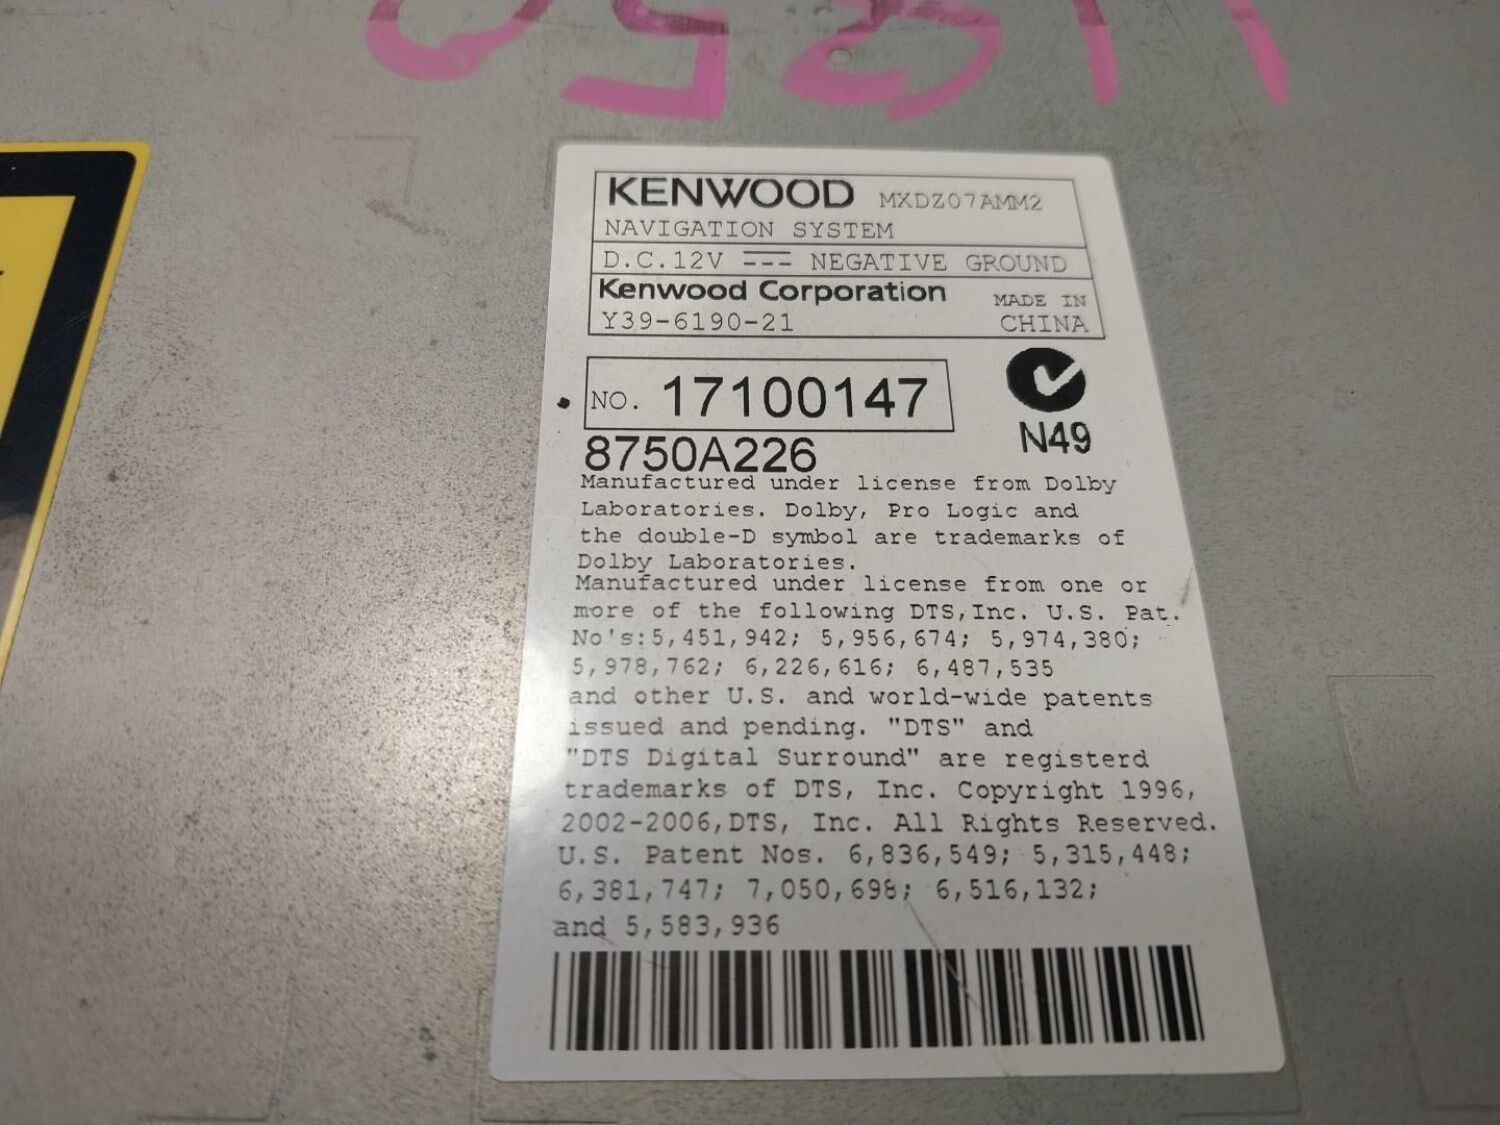 KENWOOD MXDZ07AMM2
NAVIGATION SYSTEM
D.C.12V NEGATIVE GROUND
Kenwood Corporation MADE IN
Y39-6190-21 CHINA
NO. 17100147
N49
8750A226
Manufactured under license from Dolby
Laboratories. Dolby, Pro Logic and
the double-D symbol are trademarks of
Dolby Laboratories.
Manufactured under license from one or
more of the following DTS,Inc. U.S. Pat.
No's:5,451,942; 5,956,674; 5,974,380;
5,978,762; 6,226,616; 6,487,535
and other U.S. and world-wide patents
issued and pending. "DTS" and
"DTS Digital Surround" are registerd
trademarks of DTS, Inc. Copyright 1996,
2002-2006,DTS, Inc. All Rights Reserved.
U.S. Patent Nos. 6,836,549; 5,315,448;
6,381,747; 7,050,698; 6,516,132;
and 5,583,936